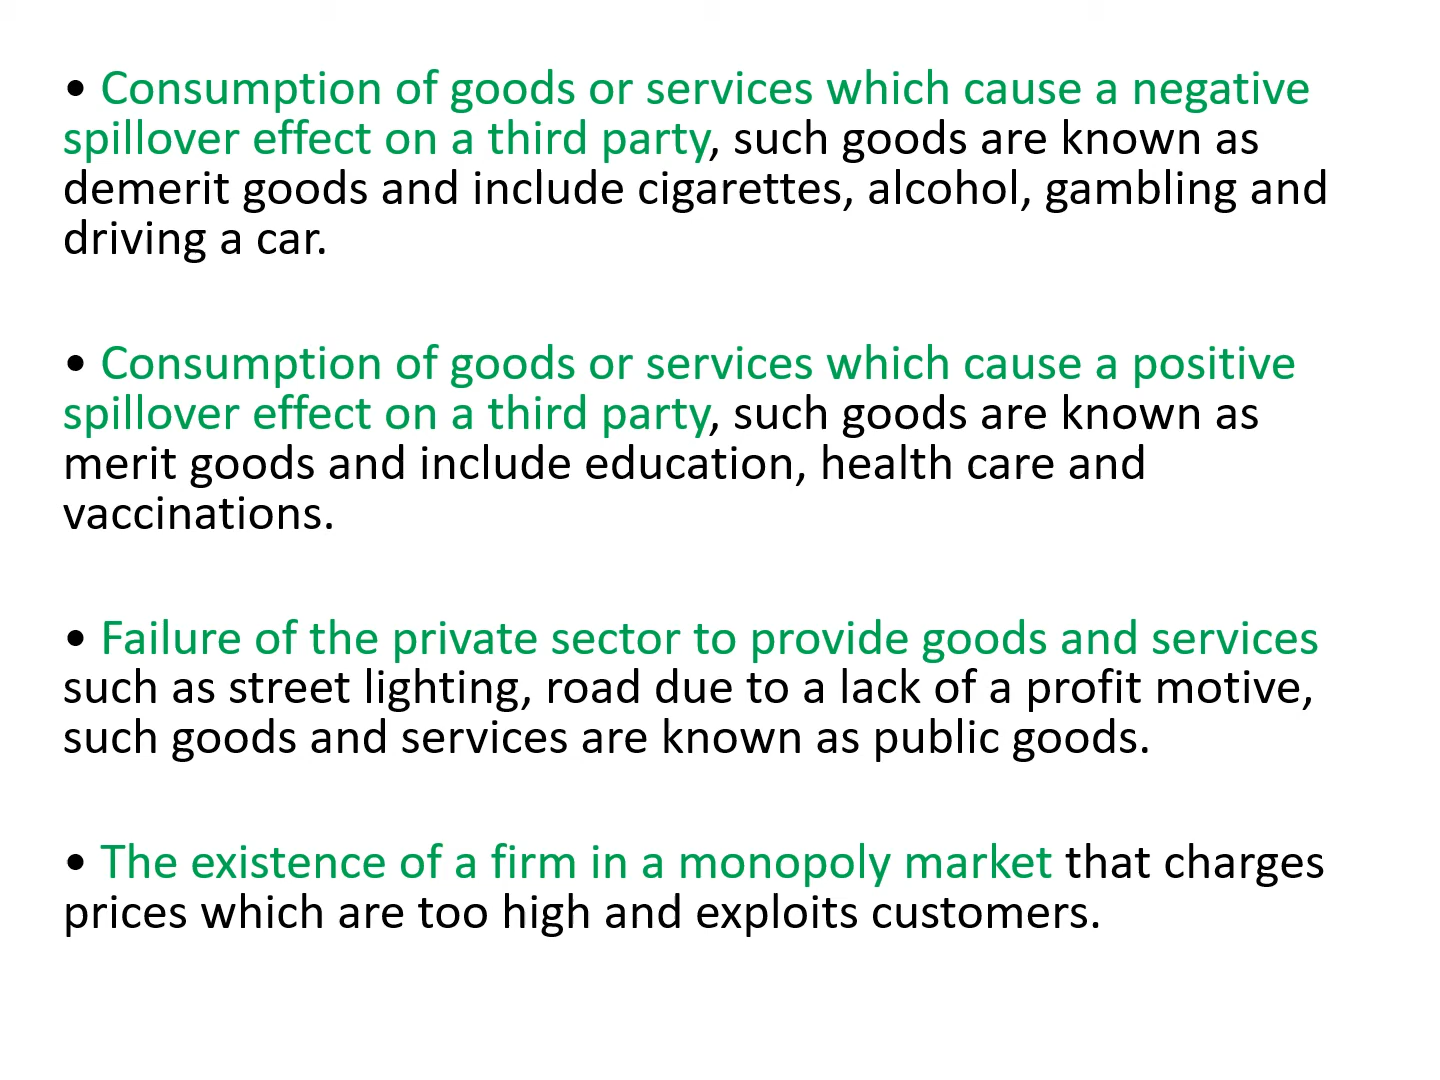 • Consumption of goods or services which cause a negative
spillover effect on a third party, such goods are known as
demerit goods and include cigarettes, alcohol, gambling and
driving a car.
• Consumption of goods or services which cause a positive
spillover effect on a third party, such goods are known as
merit goods and include education, health care and
vaccinations.
• Failure of the private sector to provide goods and services
such as street lighting, road due to a lack of a profit motive,
such goods and services are known as public goods.
• The existence of a firm in a monopoly market that charges
prices which are too high and exploits customers.